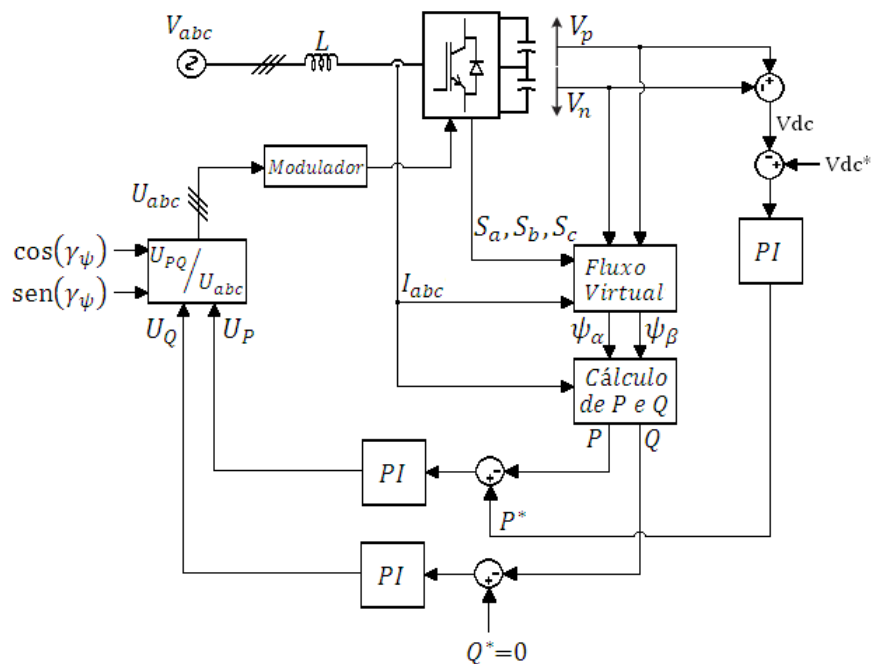 V_abc
L
V_p
V_n
Vdc
Vdc*
Modulador
U_abc
S_a, S_b, S_c
PI
cos(γ_ψ)
sen(γ_ψ)
U_PQ / U_abc
I_abc
Fluxo
Virtual
U_Q
U_P
ψ_α
ψ_β
Cálculo
de P e Q
P
Q
PI
P*
PI
Q*=0